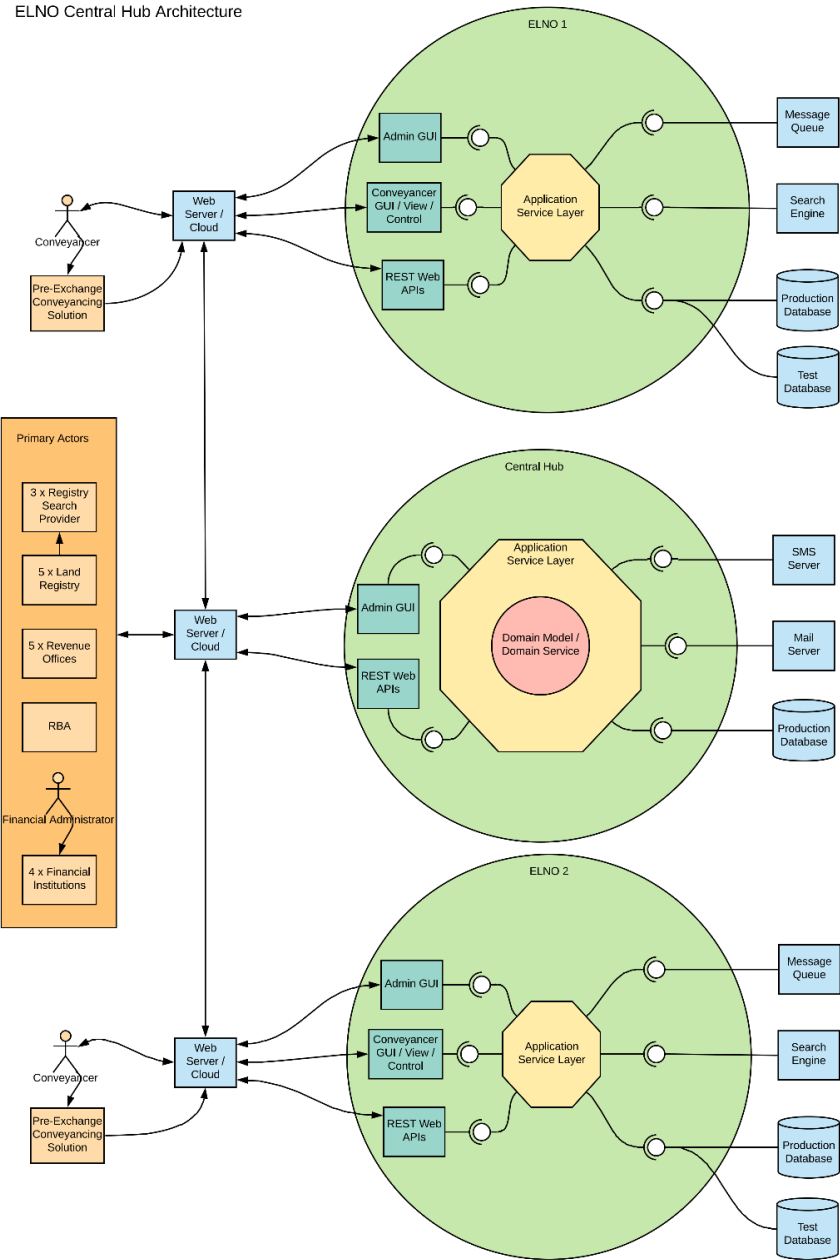 ELNO Central Hub Architecture
ELNO 1
Admin GUI
Conveyancer
GUI / View /
Control
REST Web
APIs
Application
Service Layer
Message
Queue
Search
Engine
Production
Database
Test
Database
Web
Server /
Cloud
Conveyancer
Pre-Exchange
Conveyancing
Solution
Primary Actors
3 x Registry
Search
Provider
5 x Land
Registry
5 x Revenue
Offices
RBA
Financial Administrator
4 x Financial
Institutions
Web
Server /
Cloud
Central Hub
Admin GUI
REST Web
APIs
Application
Service Layer
Domain Model /
Domain Service
SMS
Server
Mail
Server
Production
Database
ELNO 2
Admin GUI
Conveyancer
GUI / View /
Control
REST Web
APIs
Application
Service Layer
Message
Queue
Search
Engine
Production
Database
Test
Database
Web
Server /
Cloud
Conveyancer
Pre-Exchange
Conveyancing
Solution